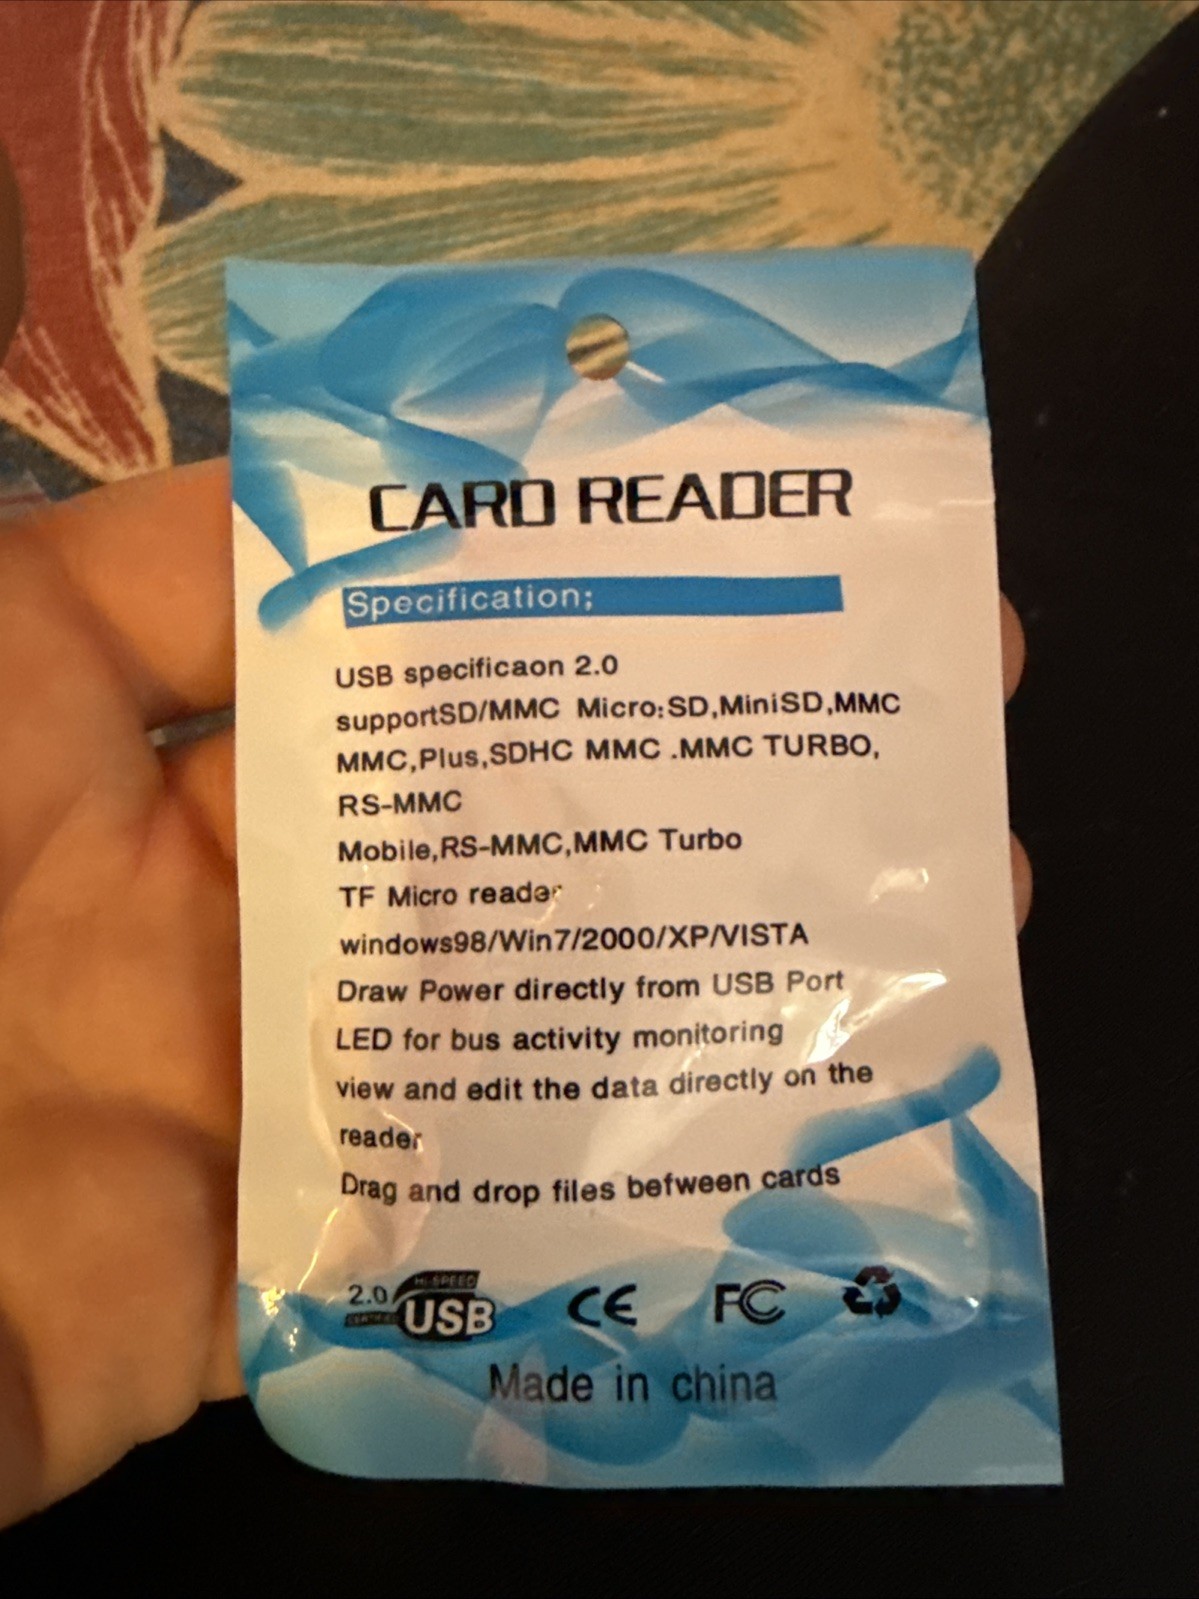 CARD READER
Specification;
USB specificaon 2.0
supportSD/MMC Micro:SD,MiniSD,MMC
MMC,Plus,SDHC MMC .MMC TURBO,
RS-MMC
Mobile,RS-MMC,MMC Turbo
TF Micro reader
windows98/Win7/2000/XP/VISTA
Draw Power directly from USB Port
LED for bus activity monitoring
view and edit the data directly on the
reader
Drag and drop files befween cards
2.0 HI-SPEED
CERTIFIED USB CE FC
Made in china